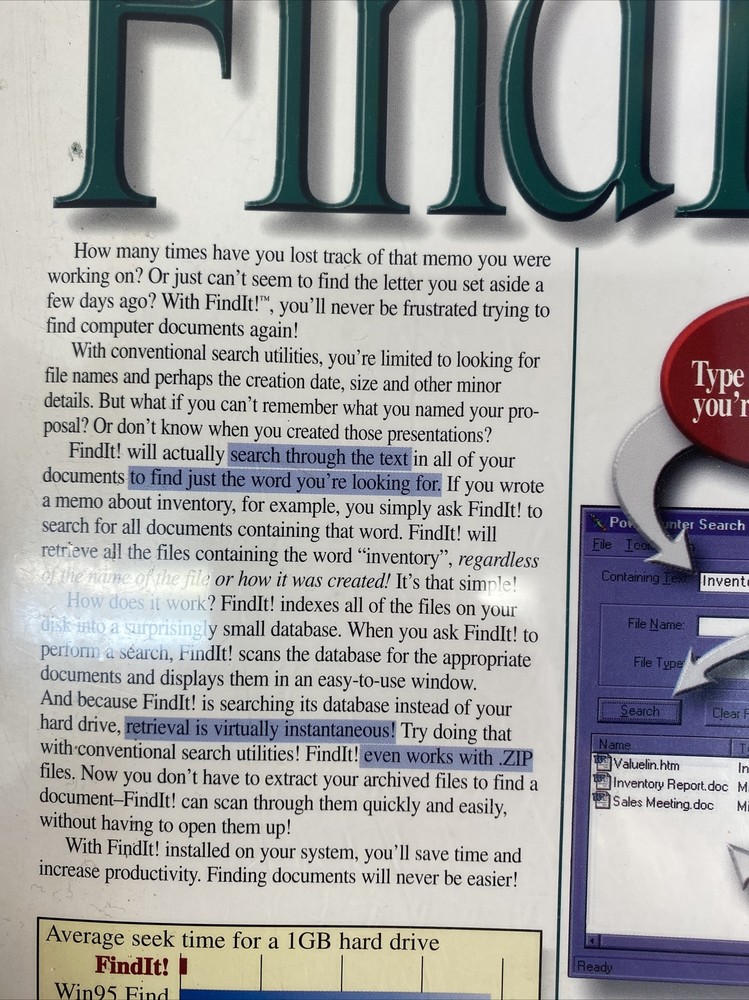 How many times have you lost track of that memo you were
working on? Or just can't seem to find the letter you set aside a
few days ago? With FindIt!™, you'll never be frustrated trying to
find computer documents again!
With conventional search utilities, you're limited to looking for
file names and perhaps the creation date, size and other minor
details. But what if you can't remember what you named your pro-
posal? Or don't know when you created those presentations?
FindIt! will actually search through the text in all of your
documents to find just the word you're looking for. If you wrote
a memo about inventory, for example, you simply ask FindIt! to
search for all documents containing that word. FindIt! will
retrieve all the files containing the word “inventory”, regardless
of the name of the file or how it was created! It's that simple!
How does it work? FindIt! indexes all of the files on your
disk into a surprisingly small database. When you ask FindIt! to
perform a search, FindIt! scans the database for the appropriate
documents and displays them in an easy-to-use window.
And because FindIt! is searching its database instead of your
hard drive, retrieval is virtually instantaneous! Try doing that
with conventional search utilities! FindIt! even works with .ZIP
files. Now you don't have to extract your archived files to find a
document–FindIt! can scan through them quickly and easily,
without having to open them up!
With FindIt! installed on your system, you'll save time and
increase productivity. Finding documents will never be easier!
Average seek time for a 1GB hard drive
FindIt!
Win95 Find
Type
you'r
Search
File
Containing
Invent
File Name:
File Type
Search
Clear F
Name
Valuelin.htm
Inventory Report.doc
Sales Meeting.doc
Ready